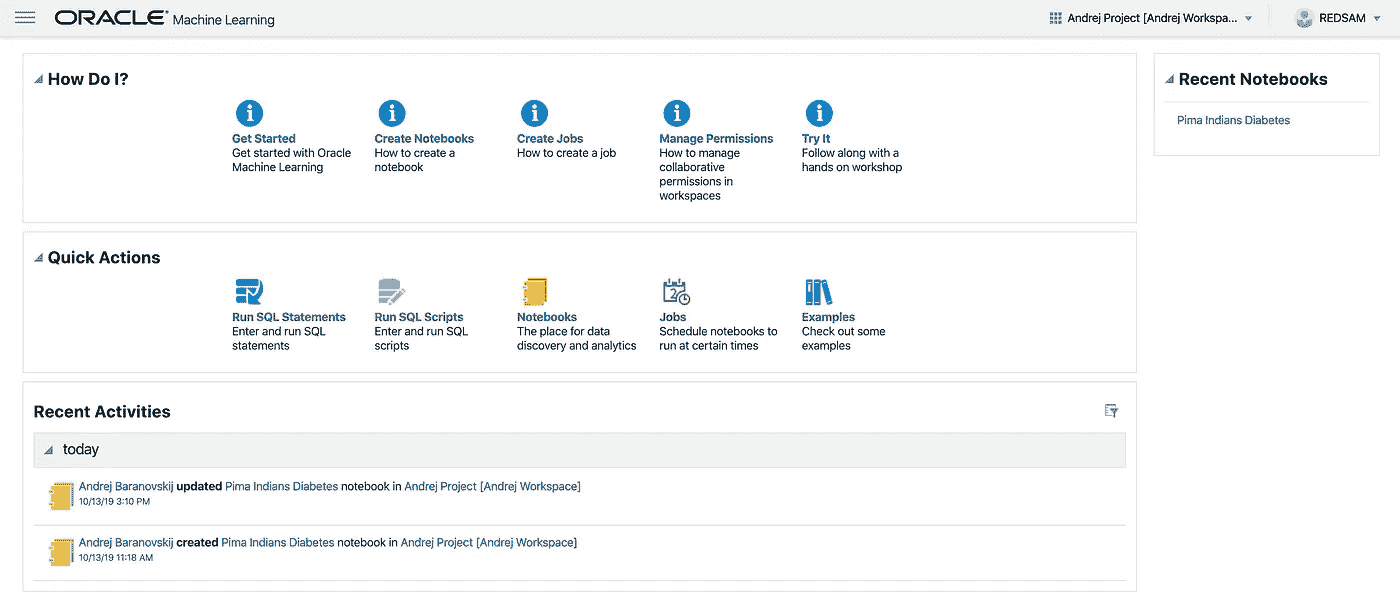 ORACLE® Machine Learning
Andrej Project [Andrej Workspa...
REDSAM
How Do I?
Get Started
Get started with Oracle
Machine Learning
Create Notebooks
How to create a
notebook
Create Jobs
How to create a job
Manage Permissions
How to manage
collaborative
permissions in
workspaces
Try It
Follow along with a
hands on workshop
Recent Notebooks
Pima Indians Diabetes
Quick Actions
Run SQL Statements
Enter and run SQL
statements
Run SQL Scripts
Enter and run SQL
scripts
Notebooks
The place for data
discovery and analytics
Jobs
Schedule notebooks to
run at certain times
Examples
Check out some
examples
Recent Activities
today
Andrej Baranovskij updated Pima Indians Diabetes notebook in Andrej Project [Andrej Workspace]
10/13/19 3:10 PM
Andrej Baranovskij created Pima Indians Diabetes notebook in Andrej Project [Andrej Workspace]
10/13/19 11:18 AM